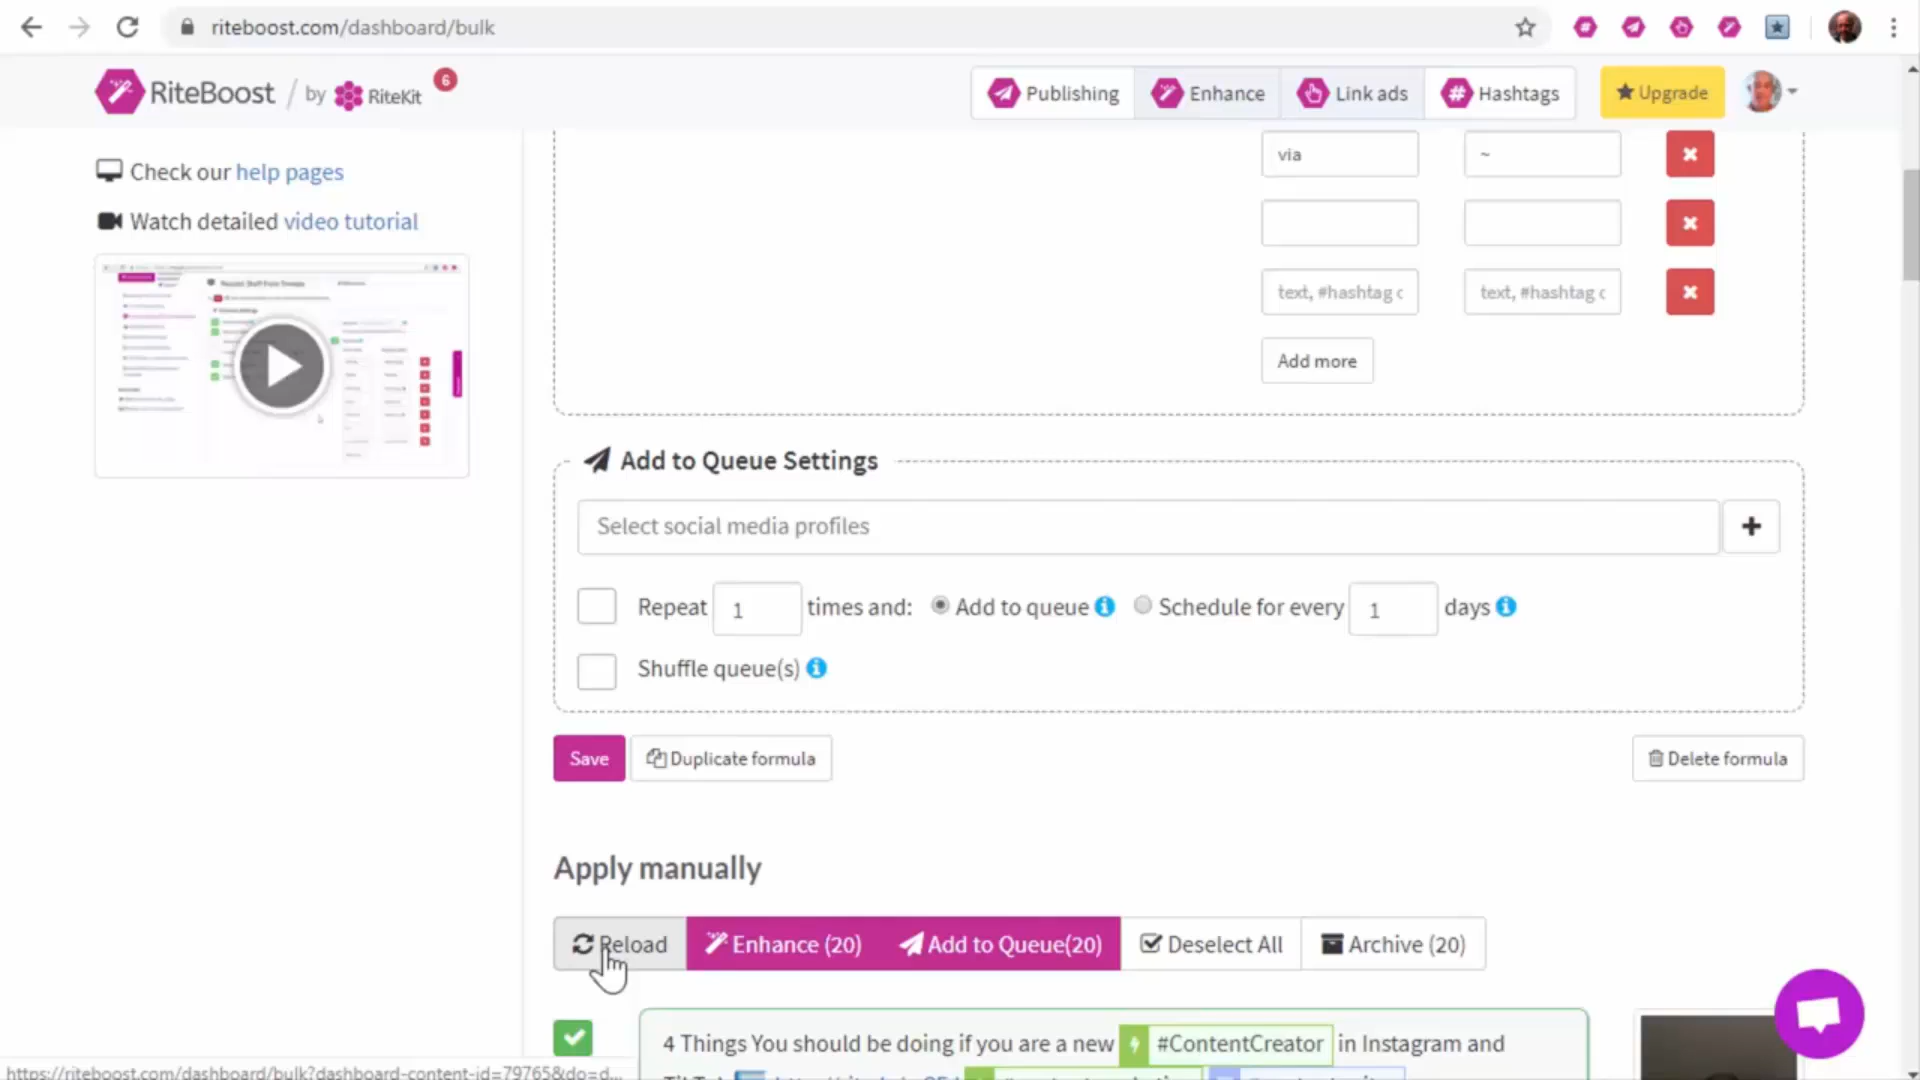 riteboost.com/dashboard/bulk
RiteBoost / by RiteKit 6
Publishing Enhance Link ads # Hashtags Upgrade
Check our help pages
via ~
Watch detailed video tutorial
text, #hashtag c text, #hashtag c
Add more
Add to Queue Settings
Select social media profiles +
Repeat 1 times and: Add to queue Schedule for every 1 days
Shuffle queue(s)
Save Duplicate formula Delete formula
Apply manually
Reload Enhance (20) Add to Queue(20) Deselect All Archive (20)
4 Things You should be doing if you are a new #ContentCreator in Instagram and
https://riteboost.com/dashboard/bulk?dashboard-content-id=79765&do=d...